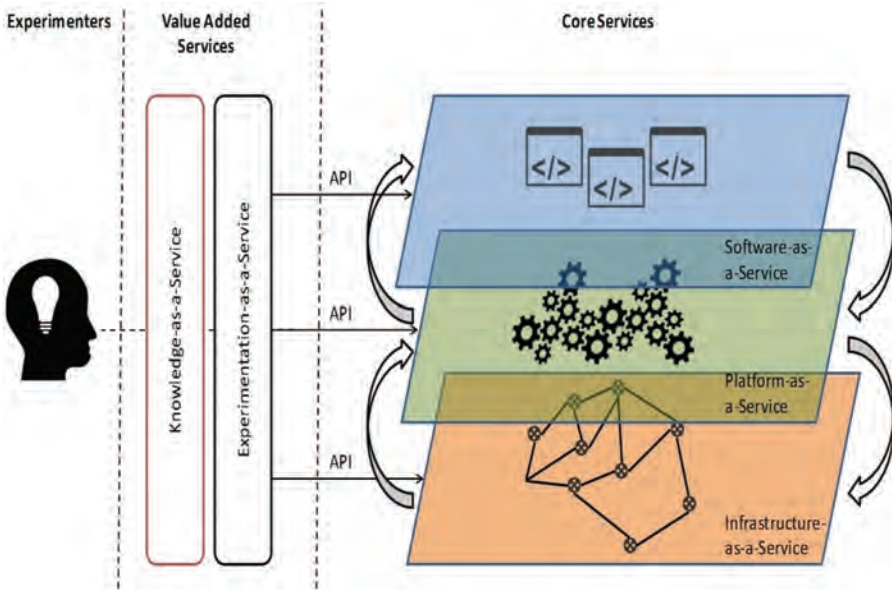 Experimenters
Value Added
Services
Core Services
Knowledge-as-a-Service
Experimentation-as-a-Service
API
API
API
</>
</>
</>
Software-as-
a-Service
Platform-as-
a-Service
Infrastructure-
as-a-Service